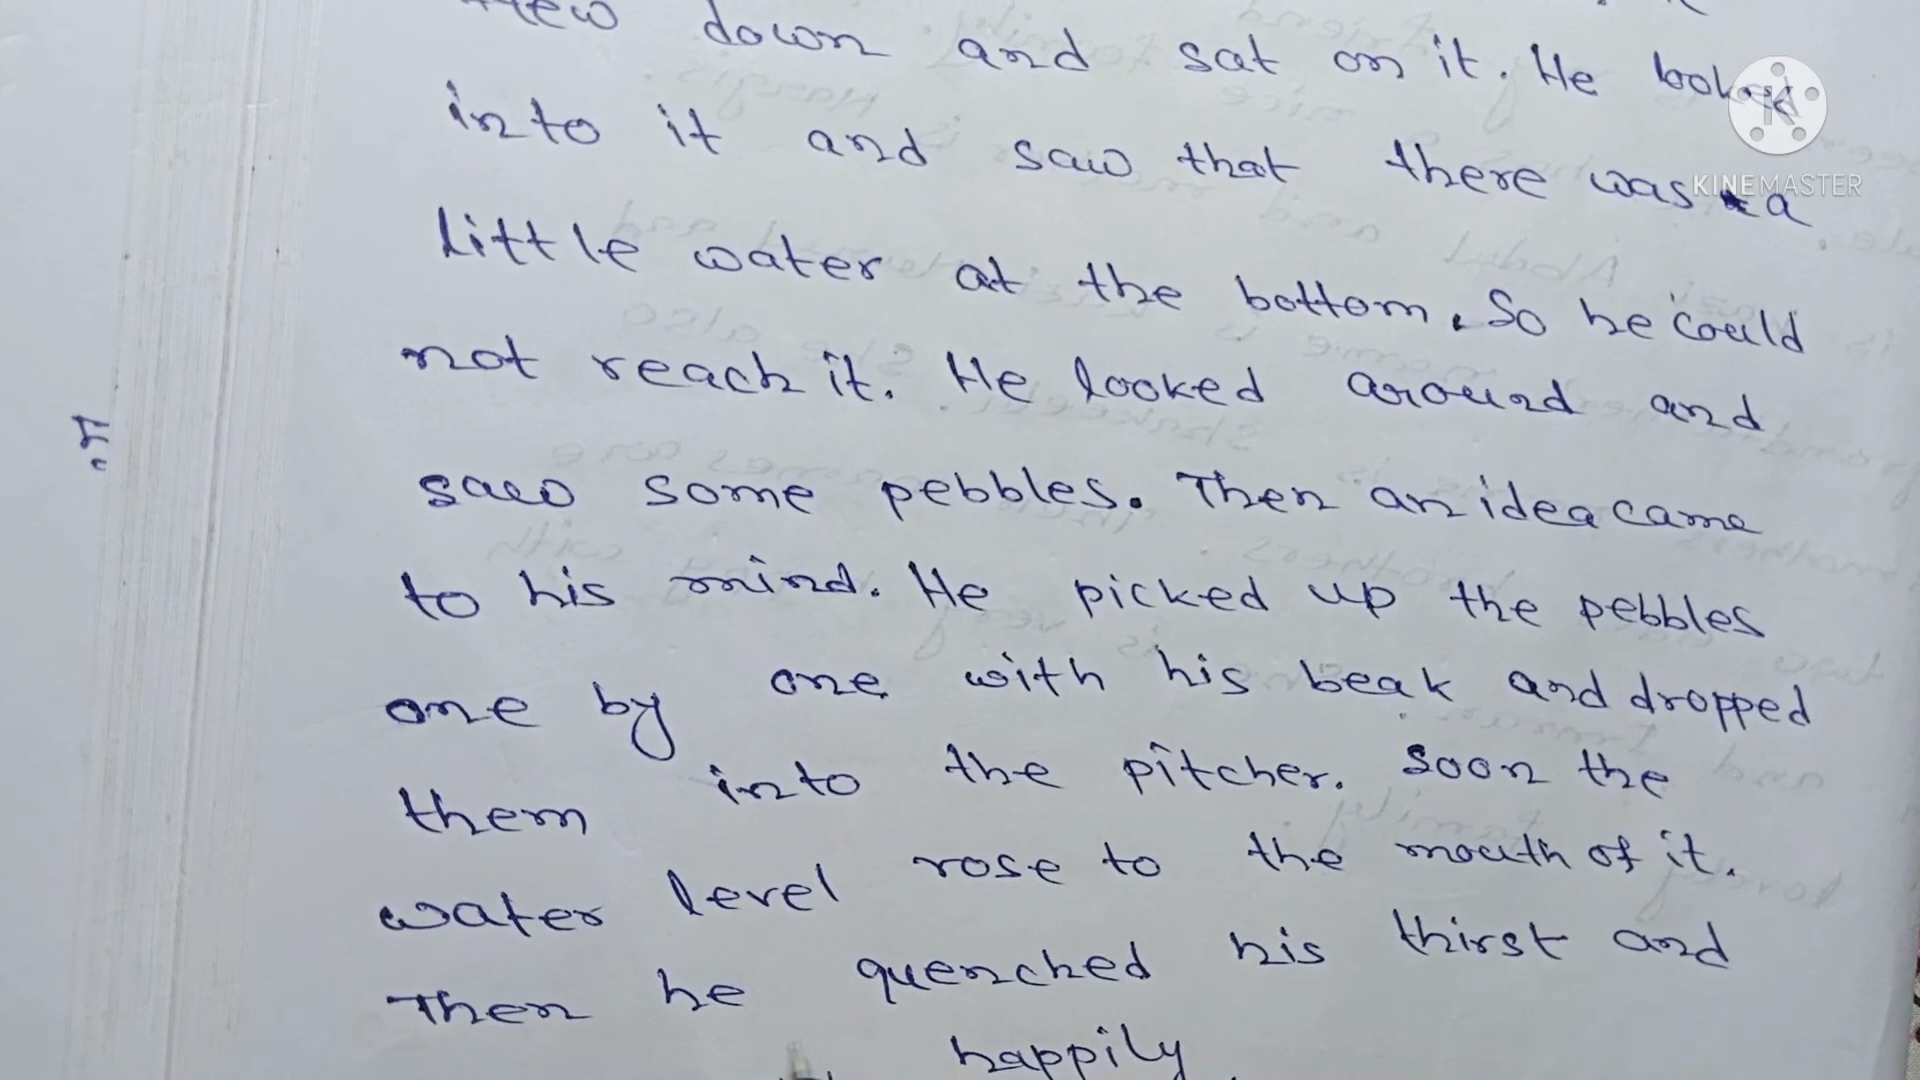 flew down and sat on it. He looked
into it and saw that there was a
little water at the bottom. So he could
not reach it. He looked around and
saw some pebbles. Then an idea came
to his mind. He picked up the pebbles
one by one with his beak and dropped
them into the pitcher. Soon the
water level rose to the mouth of it.
Then he quenched his thirst and
happily.
KINEMASTER